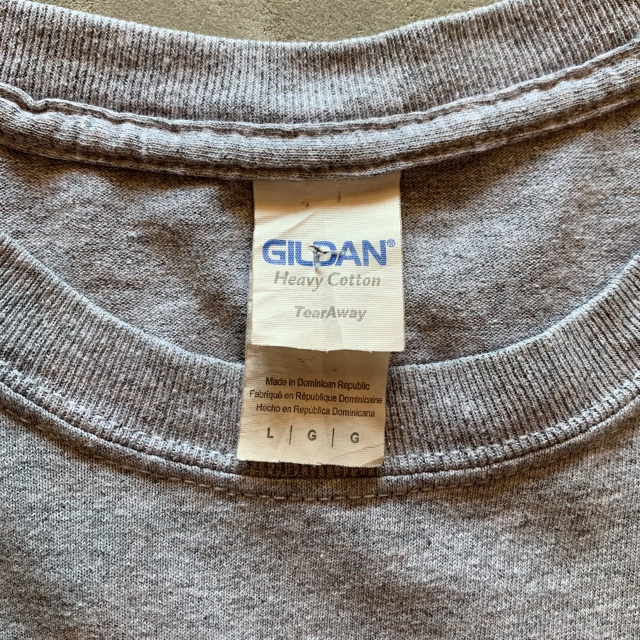 GILDAN®
Heavy Cotton
TearAway
Made in Dominican Republic
Fabriqué en République Dominicaine
Hecho en República Dominicana
L | G | G